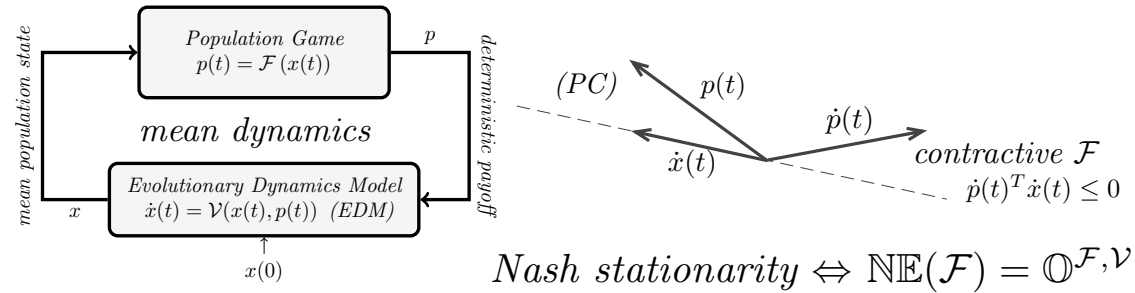 Population Game
p(t) = ℱ (x(t))
p
mean population state
deterministic payoff
mean dynamics
Evolutionary Dynamics Model
ẋ(t) = 𝒱(x(t), p(t)) (EDM)
x
x(0)
(PC)
p(t)
ṗ(t)
ẋ(t)
contractive ℱ
ṗ(t)ᵀẋ(t) ≤ 0
Nash stationarity ⇔ ℕ𝔼(ℱ) = 𝕆^{ℱ,𝒱}